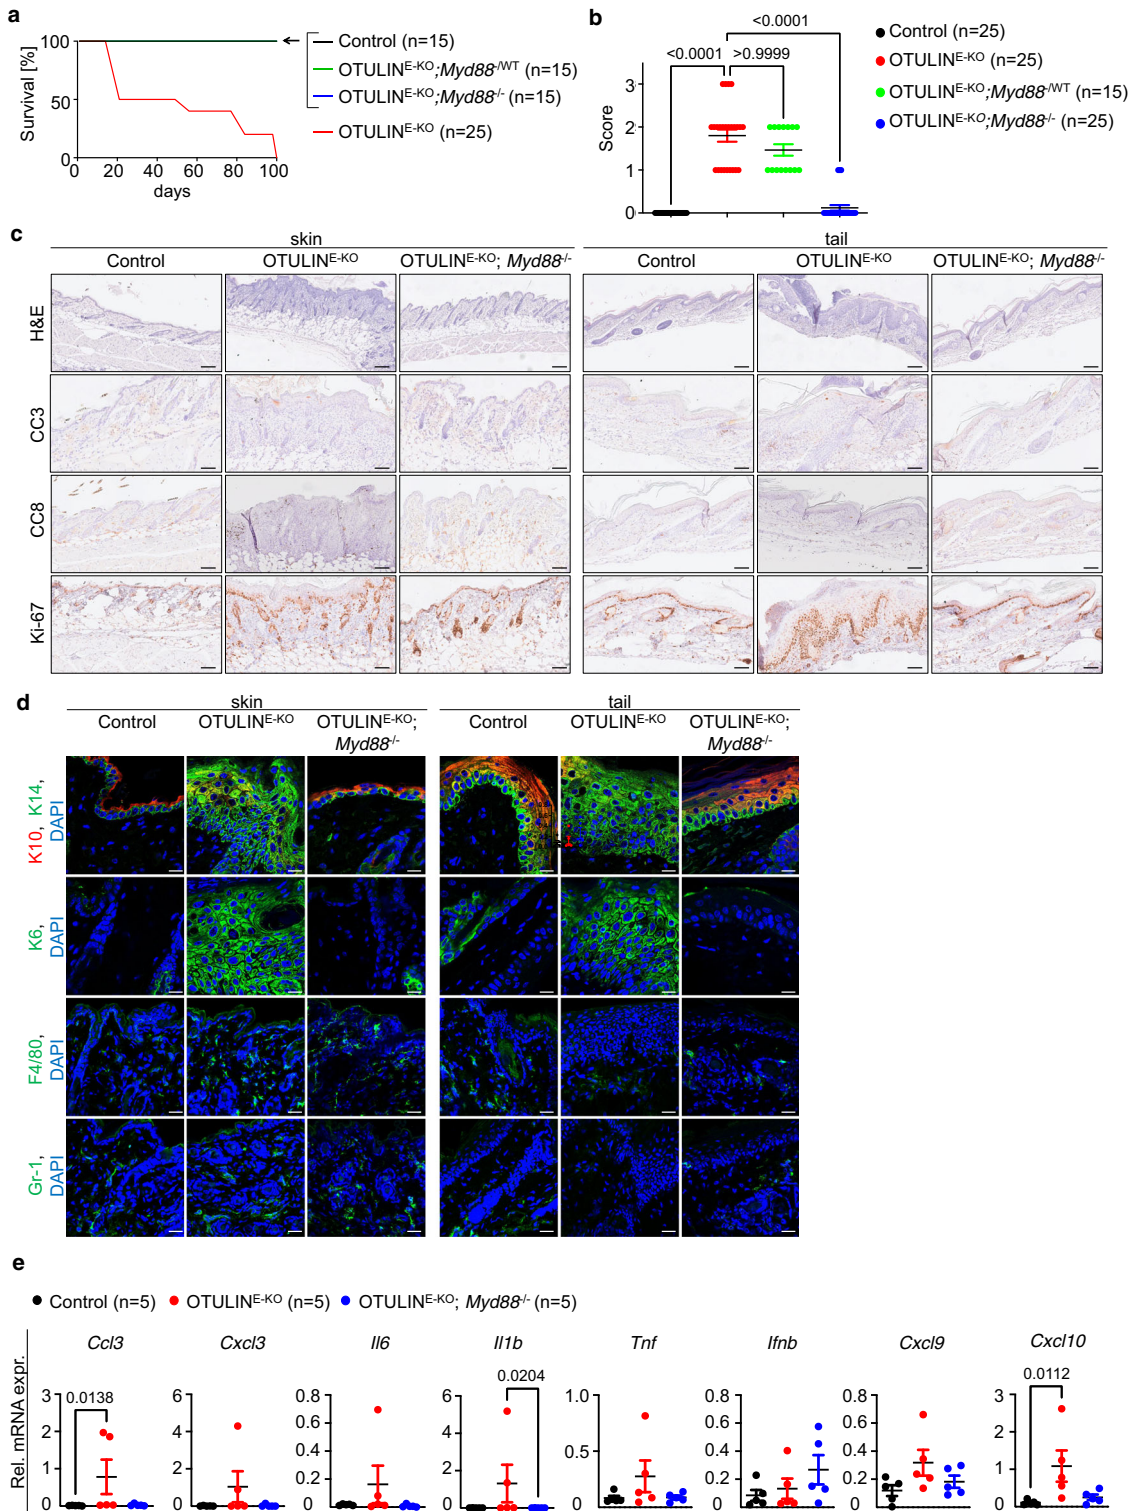 a
Survival [%]
100
50
0
0 20 40 60 80 100
days
Control (n=15)
OTULINE-KO;Myd88-/WT (n=15)
OTULINE-KO;Myd88-/- (n=15)
OTULINE-KO (n=25)
b
<0.0001
<0.0001 >0.9999
Score
3
2
1
0
Control (n=25)
OTULINE-KO (n=25)
OTULINE-KO;Myd88-/WT (n=15)
OTULINE-KO;Myd88-/- (n=25)
c
skin tail
Control OTULINE-KO OTULINE-KO; Myd88-/- Control OTULINE-KO OTULINE-KO; Myd88-/-
H&E
CC3
CC8
Ki-67
d
skin tail
Control OTULINE-KO OTULINE-KO; Myd88-/- Control OTULINE-KO OTULINE-KO; Myd88-/-
K10, K14,
DAPI
K6,
DAPI
F4/80,
DAPI
Gr-1,
DAPI
e
Control (n=5) OTULINE-KO (n=5) OTULINE-KO; Myd88-/- (n=5)
Rel. mRNA expr.
Ccl3 Cxcl3 Il6 Il1b Tnf Ifnb Cxcl9 Cxcl10
0.0138
3
2
1
0
6
4
2
0
0.8
0.6
0.4
0.2
0
0.0204
6
4
2
0
1.0
0.5
0
0.8
0.6
0.4
0.2
0
0.8
0.6
0.4
0.2
0
0.0112
3
2
1
0